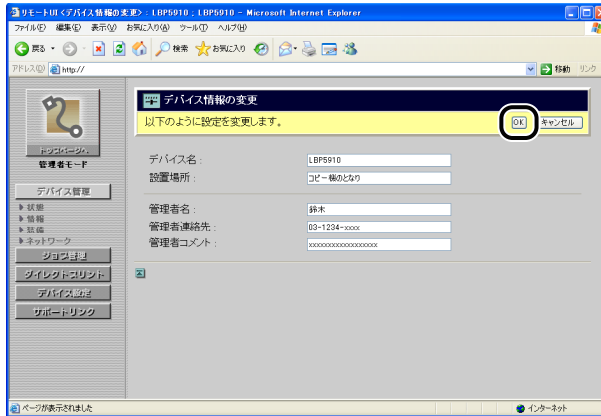 リモートUI <デバイス情報の変更> : LBP5910 ; LBP5910 - Microsoft Internet Explorer
ファイル(F) 編集(E) 表示(V) お気に入り(A) ツール(T) ヘルプ(H)
戻る 検索 お気に入り
アドレス(D) http:// 移動 リンク
トップページへ
管理者モード
デバイス管理
状態
情報
装備
ネットワーク
ジョブ管理
ダイレクトプリント
デバイス設定
サポートリンク
デバイス情報の変更
以下のように設定を変更します。 OK キャンセル
デバイス名 : LBP5910
設置場所 : コピー機のとなり
管理者名 : 鈴木
管理者連絡先 : 03-1234-xxxx
管理者コメント : xxxxxxxxxxxxxxxx
ページが表示されました インターネット